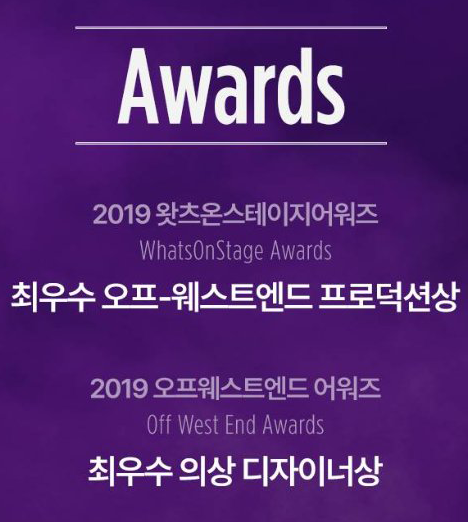 Awards
2019 왓츠온스테이지어워즈
WhatsOnStage Awards
최우수 오프-웨스트엔드 프로덕션상
2019 오프웨스트엔드 어워즈
Off West End Awards
최우수 의상 디자이너상